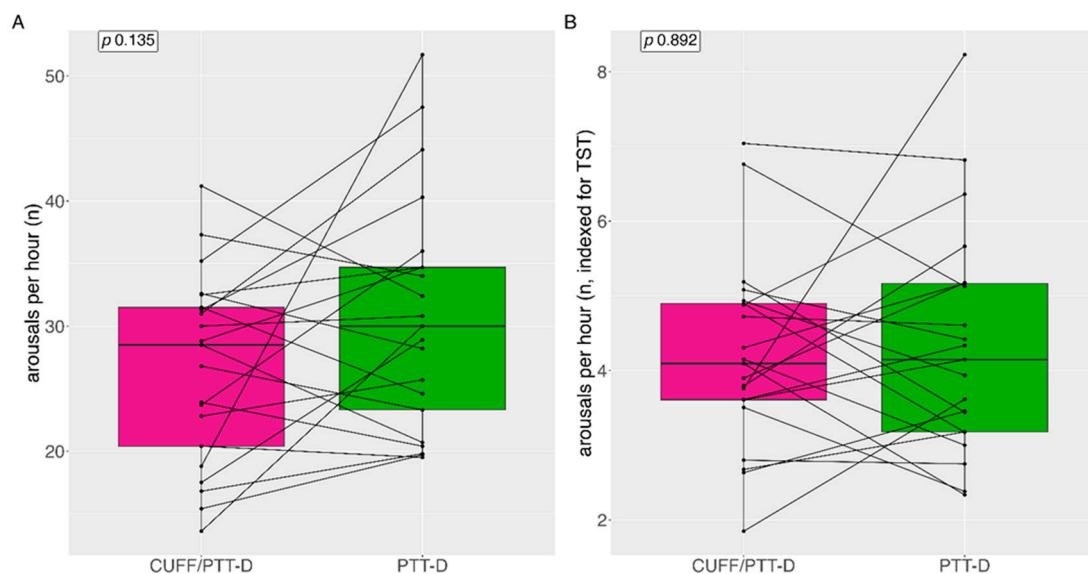 A
p 0.135
arousals per hour (n)
50
40
30
20
CUFF/PTT-D PTT-D
B
p 0.892
arousals per hour (n, indexed for TST)
8
6
4
2
CUFF/PTT-D PTT-D